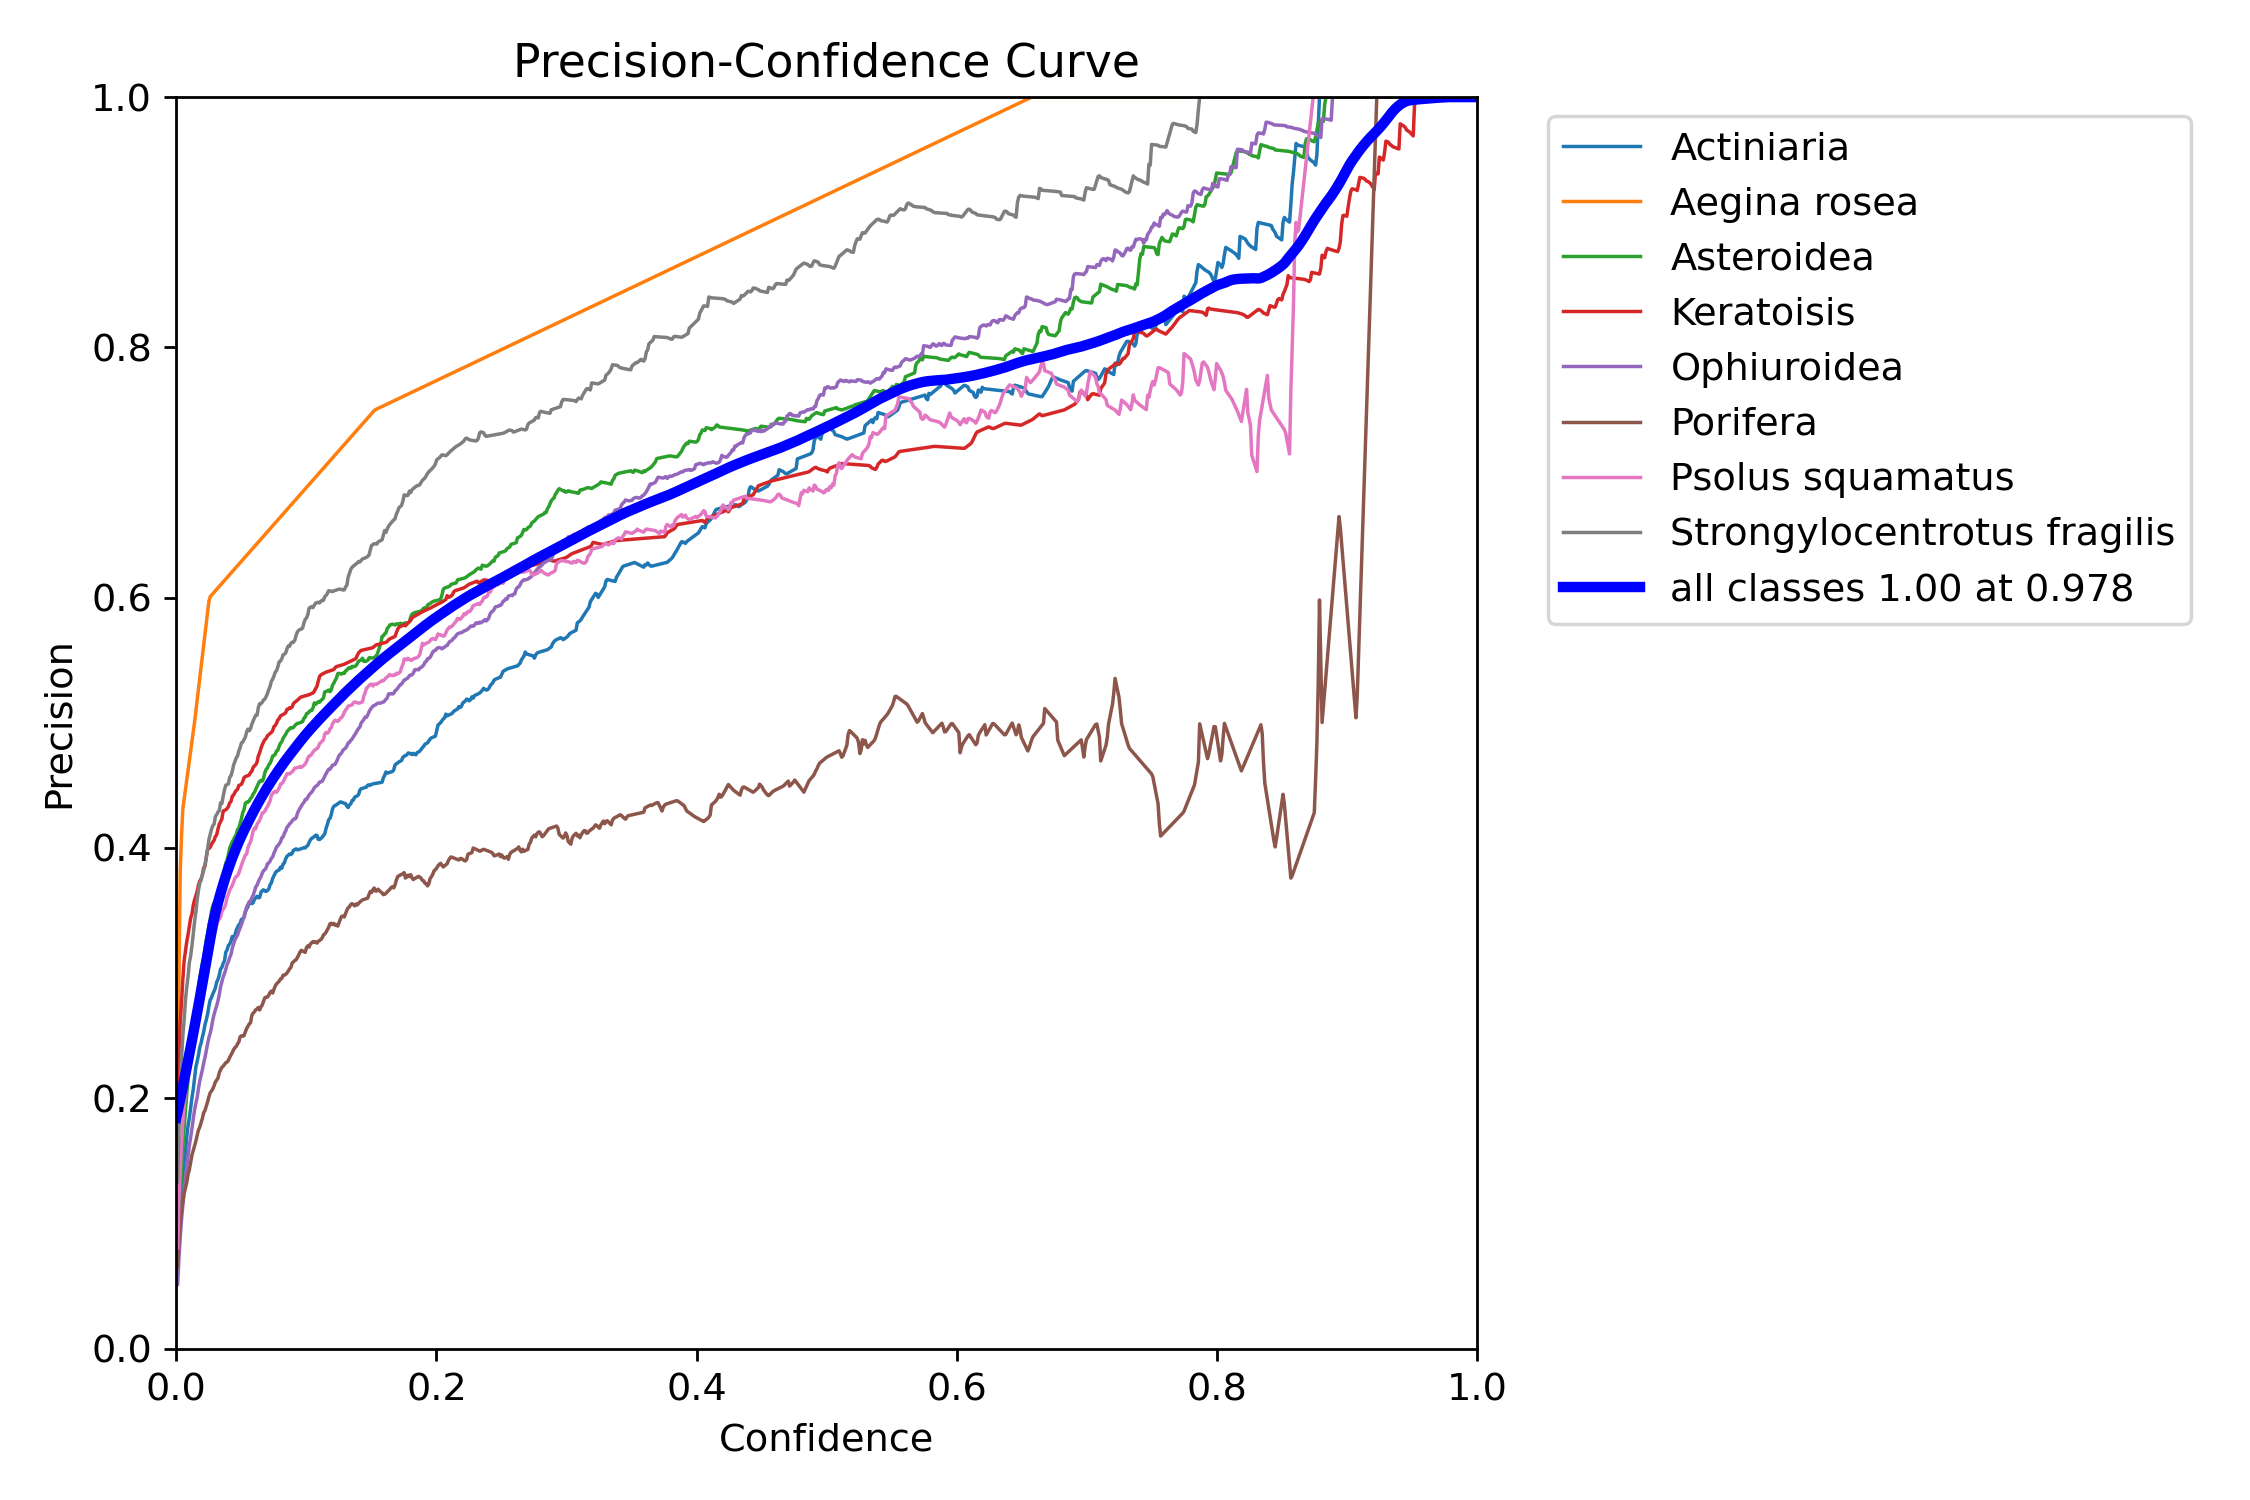 Precision-Confidence Curve
1.0
0.8
0.6
0.4
0.2
0.0
Precision
0.0 0.2 0.4 0.6 0.8 1.0
Confidence
Actiniaria
Aegina rosea
Asteroidea
Keratoisis
Ophiuroidea
Porifera
Psolus squamatus
Strongylocentrotus fragilis
all classes 1.00 at 0.978